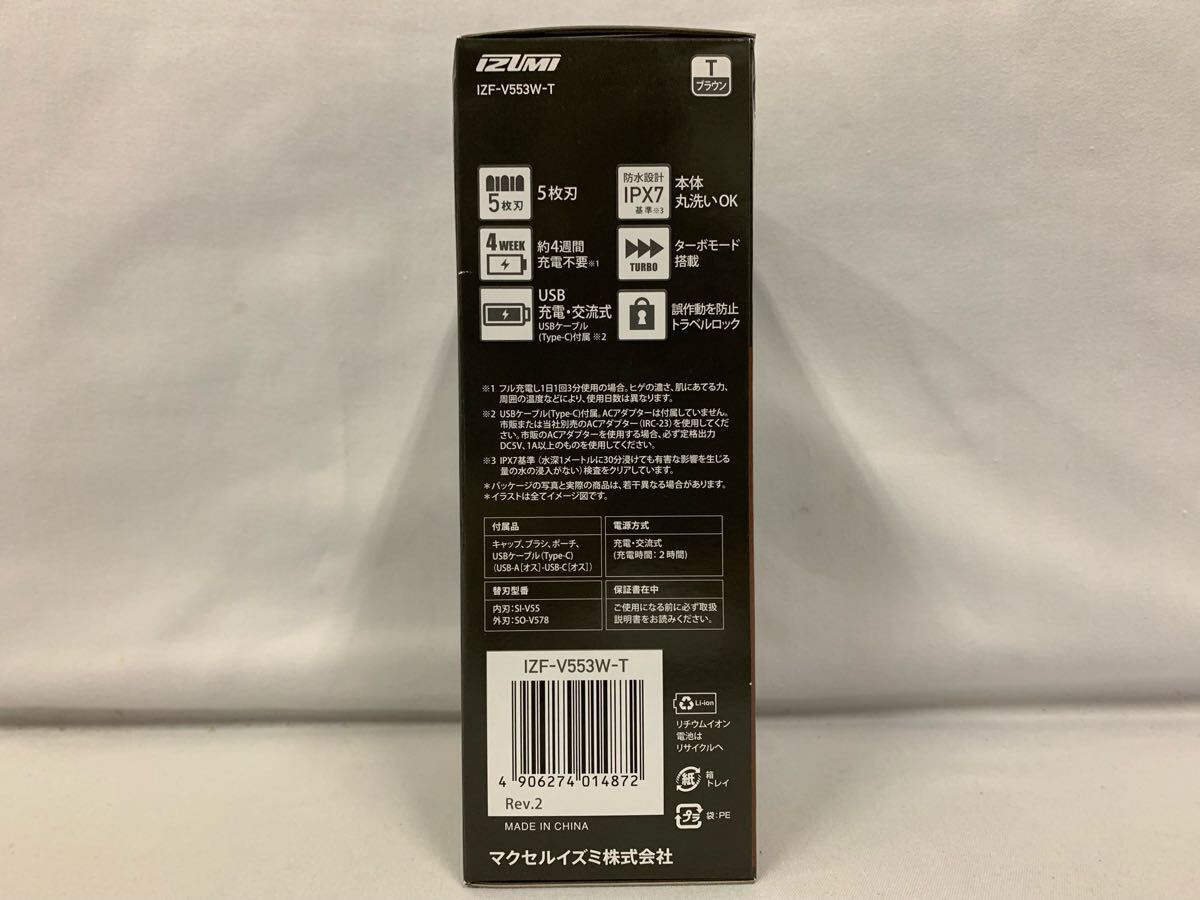 IZUMI
IZF-V553W-T
T
ブラウン
5枚刃
5枚刃
防水設計
IPX7
基準※3
本体
丸洗いOK
4 WEEK
約4週間
充電不要※1
TURBO
ターボモード
搭載
USB
充電・交流式
USBケーブル
(Type-C)付属 ※2
誤作動を防止
トラベルロック
※1 フル充電し1日1回3分使用の場合。ヒゲの濃さ、肌にあてる力、
周囲の温度などにより、使用日数は異なります。
※2 USBケーブル(Type-C)付属。ACアダプターは付属していません。
市販または当社別売のACアダプター(IRC-23)を使用してくだ
さい。市販のACアダプターを使用する場合、必ず定格出力
DC5V、1A以上のものを使用してください。
※3 IPX7基準(水深1メートルに30分浸けても有害な影響を生じる
量の水の浸入がない)検査をクリアしています。
＊パッケージの写真と実際の商品は、若干異なる場合があります。
＊イラストは全てイメージ図です。
付属品
キャップ、ブラシ、ポーチ、
USBケーブル(Type-C)
(USB-A[オス]-USB-C[オス])
電源方式
充電・交流式
(充電時間：2時間)
替刃型番
内刃：SI-V55
外刃：SO-V578
保証書在中
ご使用になる前に必ず取扱
説明書をお読みください。
IZF-V553W-T
4 906274 014872
Rev.2
MADE IN CHINA
Li-ion
リチウムイオン
電池は
リサイクルへ
紙
箱
トレイ
プラ
袋：PE
マクセルイズミ株式会社